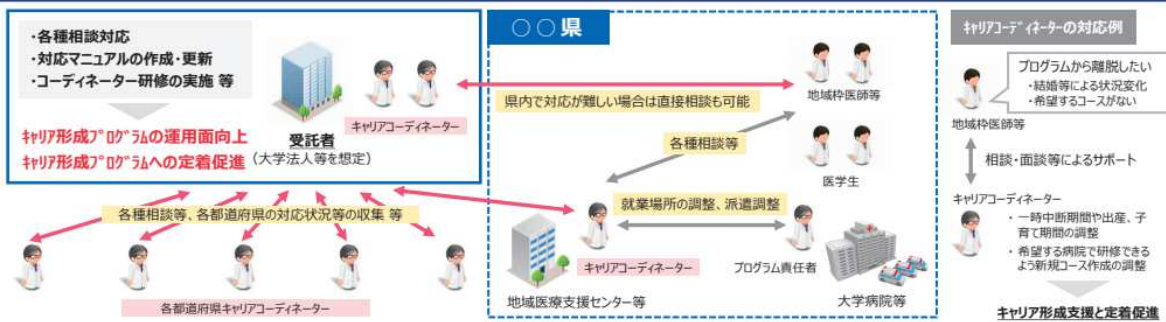 ・各種相談対応
・対応マニュアルの作成・更新
・コーディネーター研修の実施 等
ｷｬﾘｱ形成ﾌﾟﾛｸﾞﾗﾑの運用面向上
ｷｬﾘｱ形成ﾌﾟﾛｸﾞﾗﾑへの定着促進
受託者
(大学法人等を想定)
キャリアコーディネーター
各種相談等、各都道府県の対応状況等の収集 等
各都道府県キャリアコーディネーター
〇〇県
県内で対応が難しい場合は直接相談も可能
地域枠医師等
各種相談等
医学生
就業場所の調整、派遣調整
キャリアコーディネーター
プログラム責任者
地域医療支援センター等
大学病院等
ｷｬﾘｱｺｰﾃﾞｨﾈｰﾀｰの対応例
プログラムから離脱したい
・結婚等による状況変化
・希望するコースがない
地域枠医師等
相談・面談等によるサポート
キャリアコーディネーター
・ 一時中断期間や出産、子
育て期間の調整
・ 希望する病院で研修できる
よう新規コース作成の調整
キャリア形成支援と定着促進